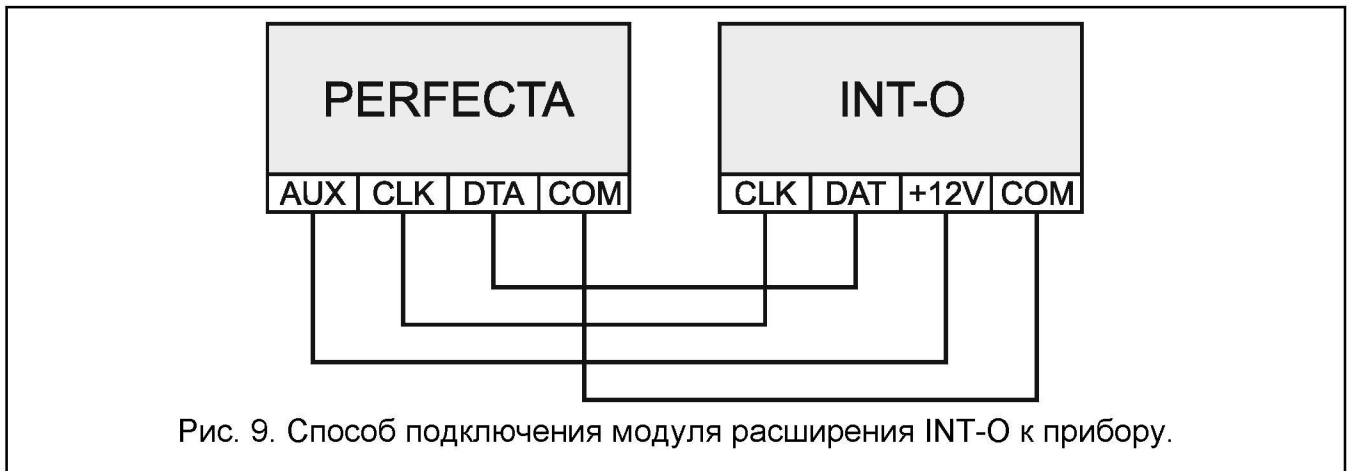 PERFECTA INT-O
AUX CLK DTA COM CLK DAT +12V COM
Рис. 9. Способ подключения модуля расширения INT-O к прибору.